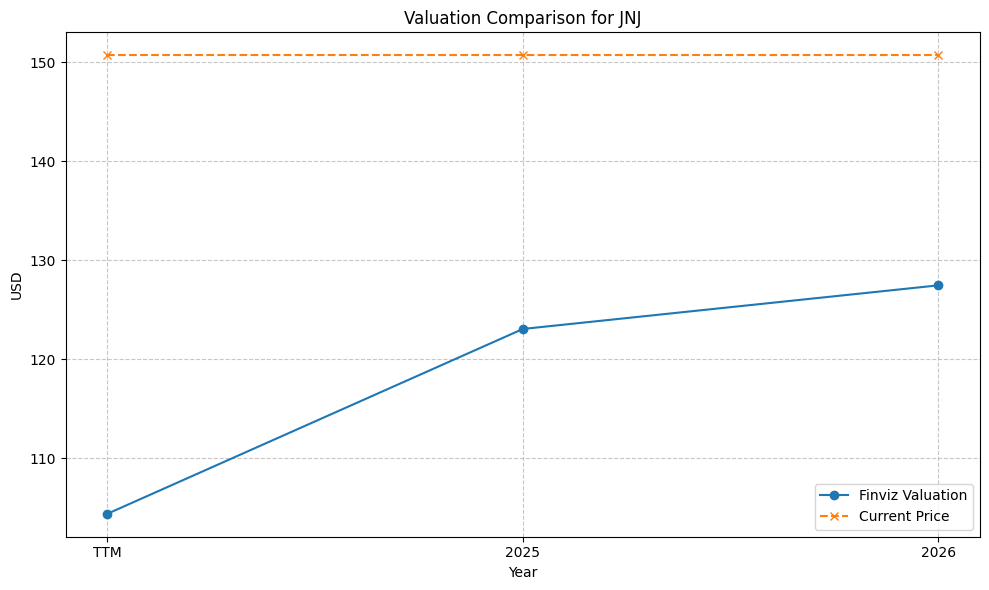 Valuation Comparison for JNJ
150
140
130
120
110
USD
TTM
2025
2026
Year
Finviz Valuation
Current Price